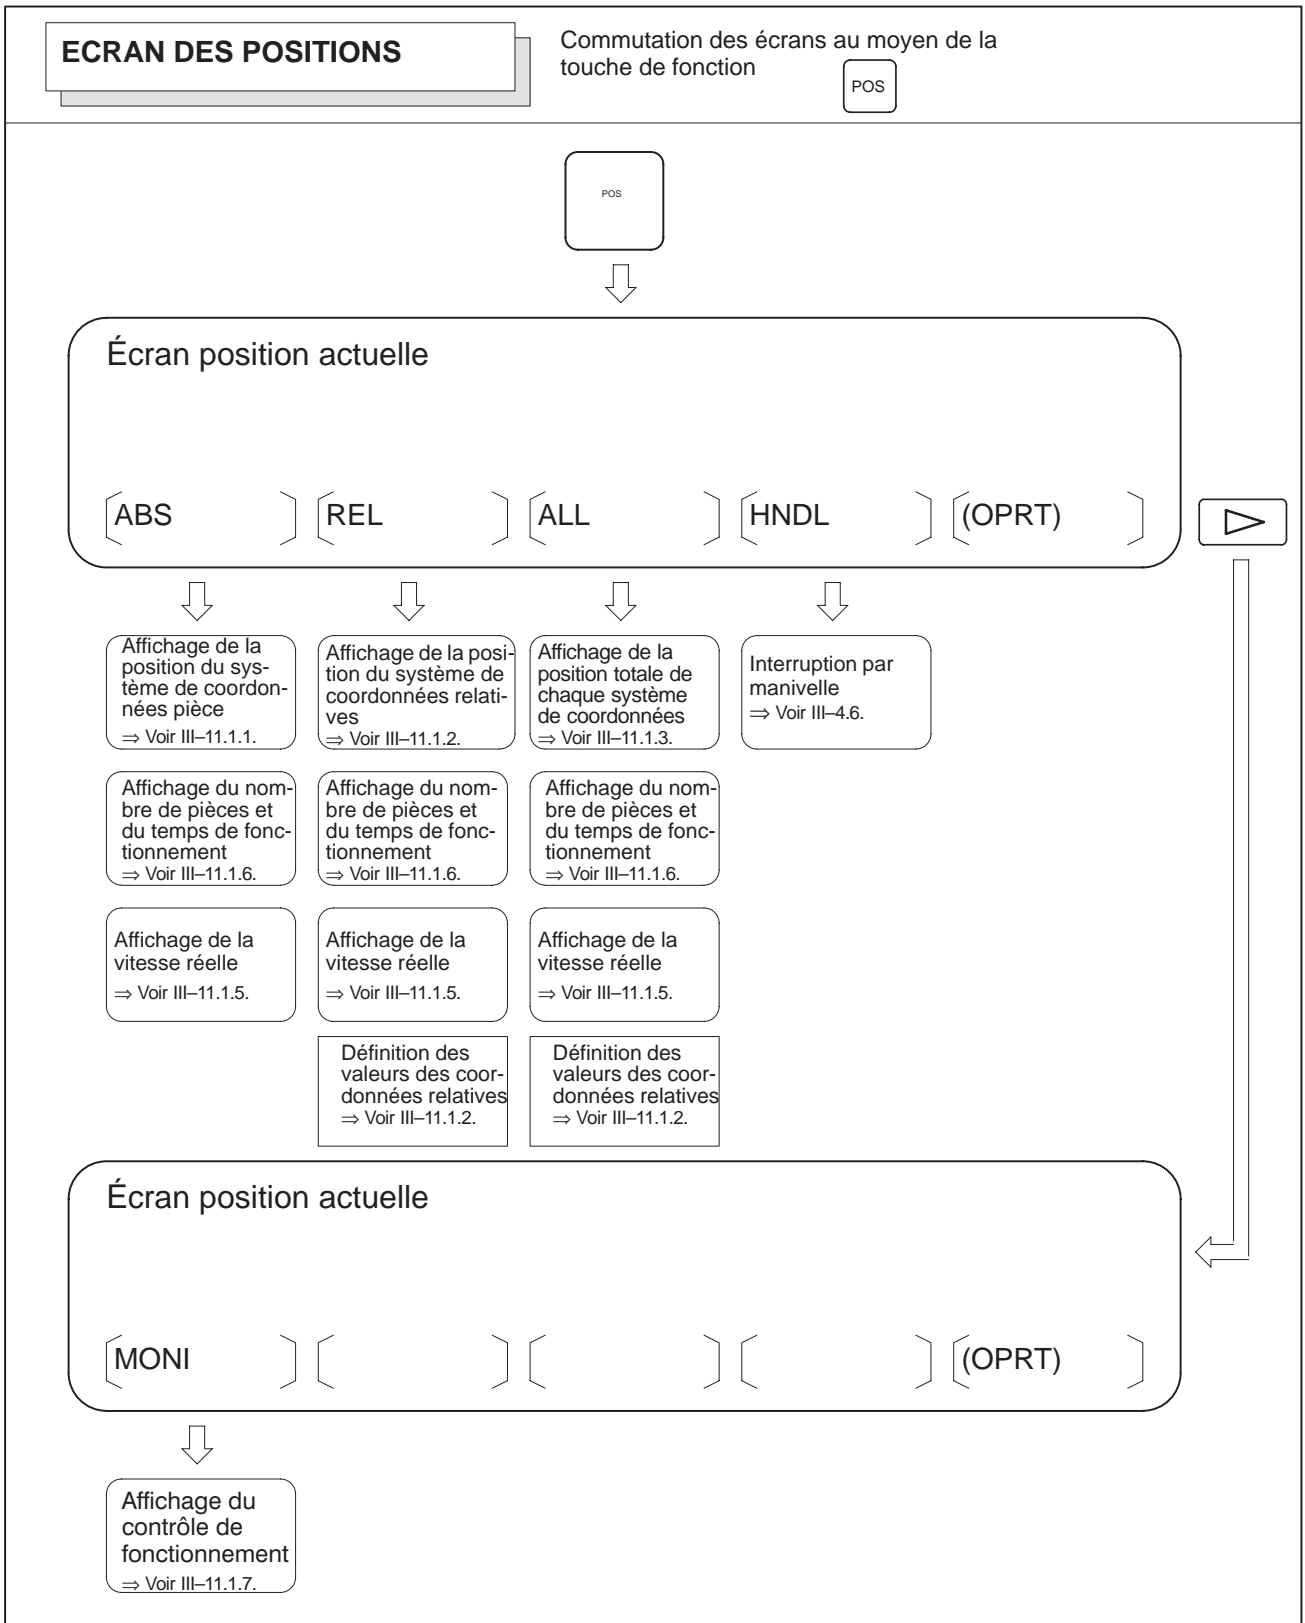 ECRAN DES POSITIONS
Commutation des écrans au moyen de la
touche de fonction
POS
POS
Écran position actuelle
ABS
REL
ALL
HNDL
(OPRT)
Affichage de la
position du sys-
tème de coordon-
nées pièce
⇒ Voir III–11.1.1.
Affichage de la posi-
tion du système de
coordonnées relati-
ves
⇒ Voir III–11.1.2.
Affichage de la
position totale de
chaque système
de coordonnées
⇒ Voir III–11.1.3.
Interruption par
manivelle
⇒ Voir III–4.6.
Affichage du nom-
bre de pièces et
du temps de fonc-
tionnement
⇒ Voir III–11.1.6.
Affichage du nom-
bre de pièces et
du temps de fonc-
tionnement
⇒ Voir III–11.1.6.
Affichage du nom-
bre de pièces et
du temps de fonc-
tionnement
⇒ Voir III–11.1.6.
Affichage de la
vitesse réelle
⇒ Voir III–11.1.5.
Affichage de la
vitesse réelle
⇒ Voir III–11.1.5.
Affichage de la
vitesse réelle
⇒ Voir III–11.1.5.
Définition des
valeurs des coor-
données relatives
⇒ Voir III–11.1.2.
Définition des
valeurs des coor-
données relatives
⇒ Voir III–11.1.2.
Écran position actuelle
MONI
(OPRT)
Affichage du
contrôle de
fonctionnement
⇒ Voir III–11.1.7.